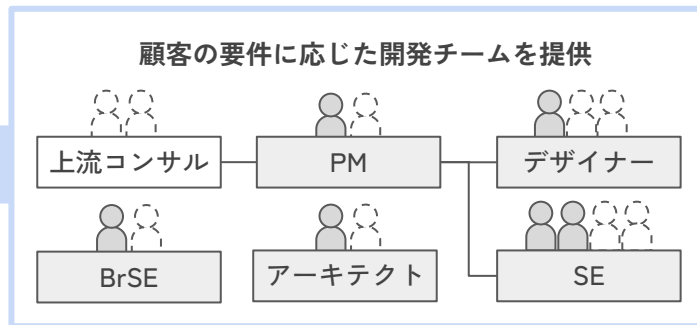 顧客の要件に応じた開発チームを提供
上流コンサル
PM
デザイナー
BrSE
アーキテクト
SE